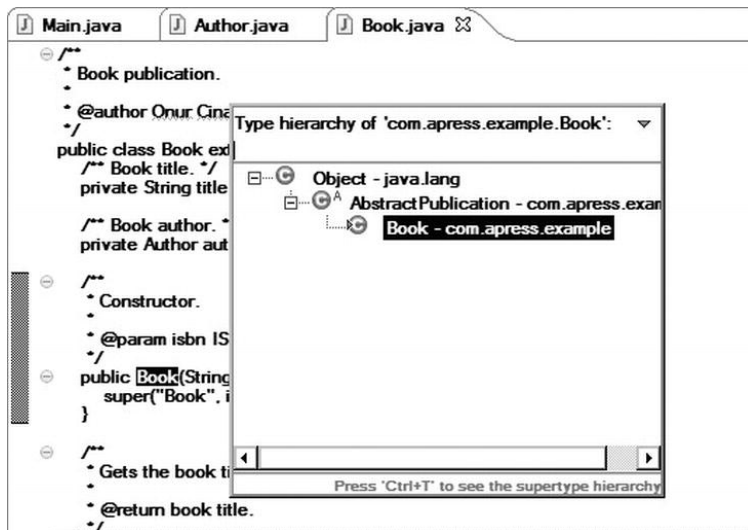 Main.java Author.java Book.java
/**
* Book publication.
*
* @author Onur Cina
*/
public class Book ex
/** Book title. */
private String title
/** Book author. *
private Author aut
/**
* Constructor.
*
* @param isbn IS
*/
public Book(String
super("Book", i
}
/**
* Gets the book ti
*
* @return book title.
*/
Type hierarchy of 'com.apress.example.Book':
Object - java.lang
AbstractPublication - com.apress.exam
Book - com.apress.example
Press 'Ctrl+T' to see the supertype hierarchy